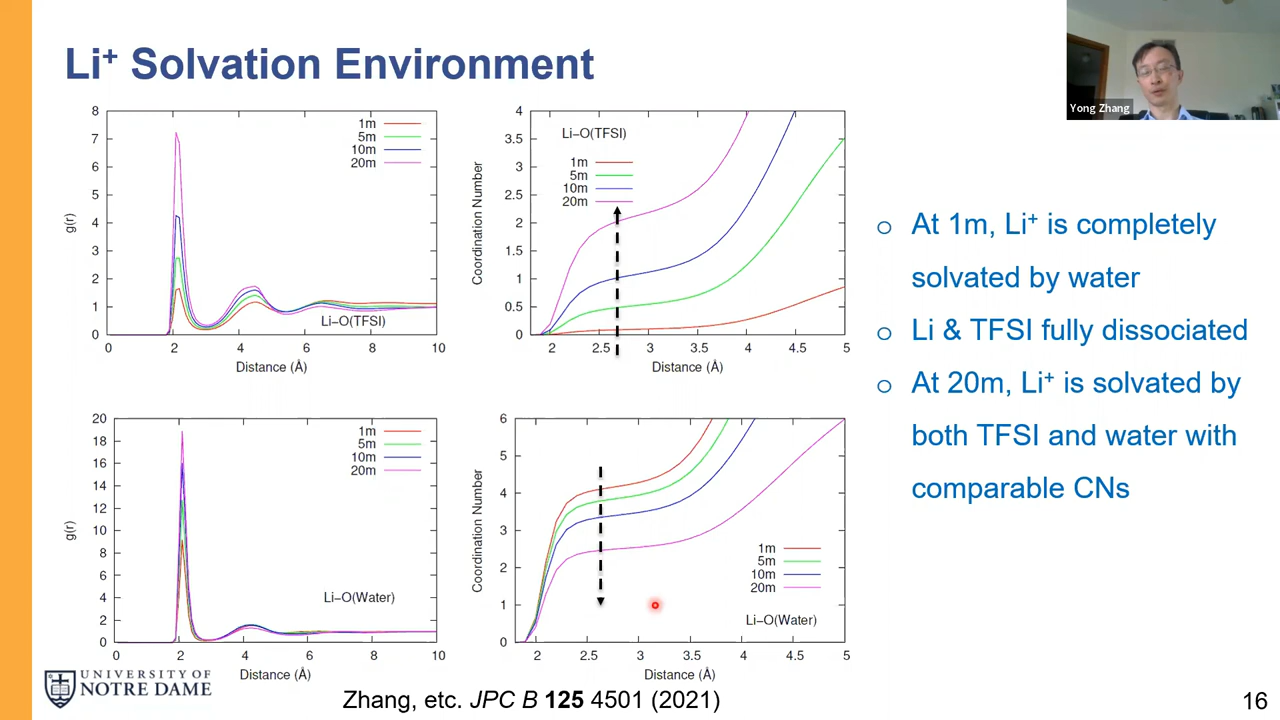 Li⁺ Solvation Environment
Yong Zhang
8
7
6
5
4
3
2
1
0
g(r)
1m
5m
10m
20m
Li−O(TFSI)
0 2 4 6 8 10
Distance (Å)
4
3.5
3
2.5
2
1.5
1
0.5
0
Coordination Number
Li−O(TFSI)
1m
5m
10m
20m
2 2.5 3 3.5 4 4.5 5
Distance (Å)
20
18
16
14
12
10
8
6
4
2
0
g(r)
1m
5m
10m
20m
Li−O(Water)
0 2 4 6 8 10
Distance (Å)
6
5
4
3
2
1
0
Coordination Number
1m
5m
10m
20m
Li−O(Water)
2 2.5 3 3.5 4 4.5 5
Distance (Å)
o At 1m, Li⁺ is completely
solvated by water
o Li & TFSI fully dissociated
o At 20m, Li⁺ is solvated by
both TFSI and water with
comparable CNs
UNIVERSITY OF
NOTRE DAME
Zhang, etc. JPC B 125 4501 (2021)
16